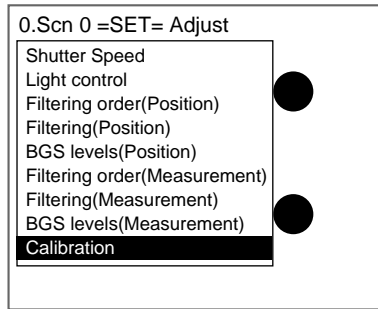 0.Scn 0 =SET= Adjust
Shutter Speed
Light control
Filtering order(Position)
Filtering(Position)
BGS levels(Position)
Filtering order(Measurement)
Filtering(Measurement)
BGS levels(Measurement)
Calibration